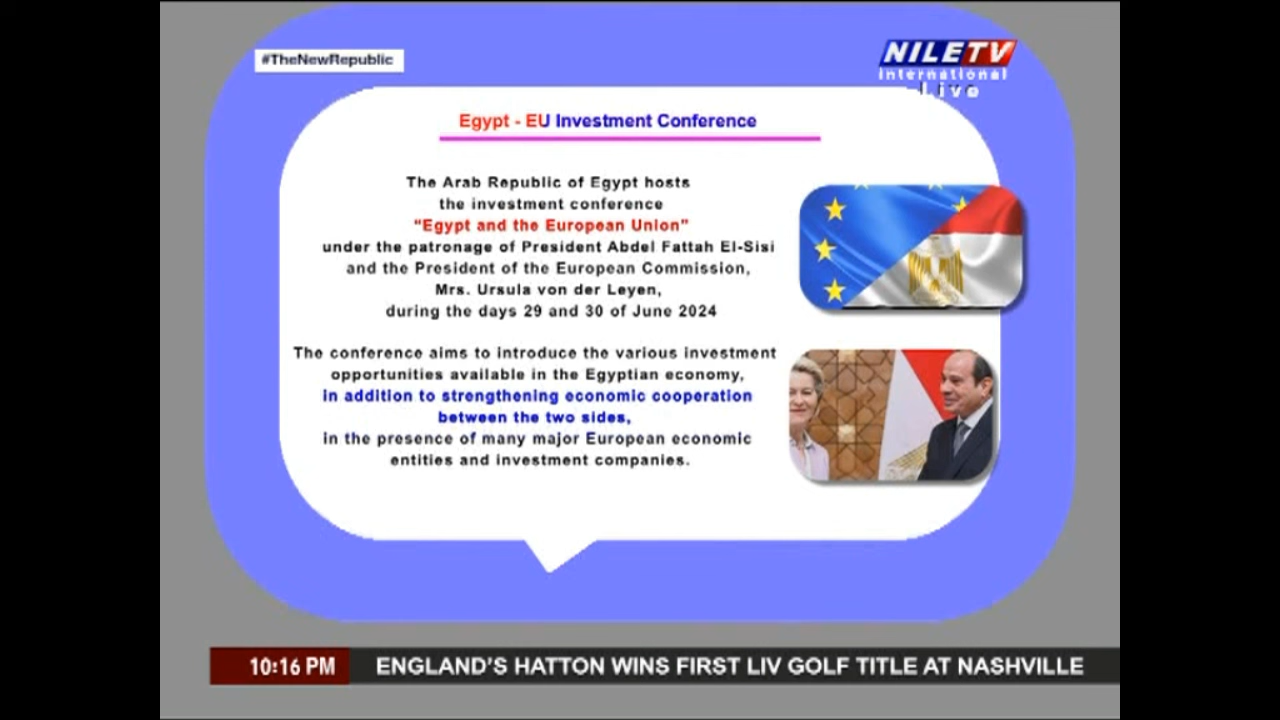 #TheNewRepublic
NILETV
International
Live
Egypt - EU Investment Conference
The Arab Republic of Egypt hosts
the investment conference
"Egypt and the European Union"
under the patronage of President Abdel Fattah El-Sisi
and the President of the European Commission,
Mrs. Ursula von der Leyen,
during the days 29 and 30 of June 2024
The conference aims to introduce the various investment
opportunities available in the Egyptian economy,
in addition to strengthening economic cooperation
between the two sides,
in the presence of many major European economic
entities and investment companies.
10:16 PM ENGLAND'S HATTON WINS FIRST LIV GOLF TITLE AT NASHVILLE